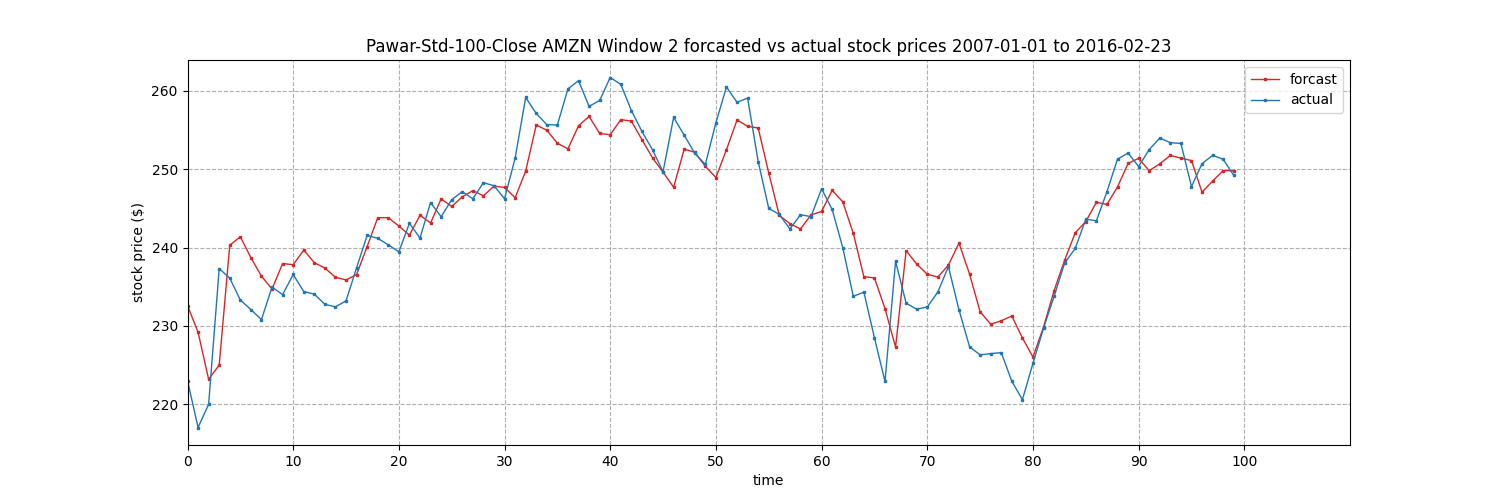 Pawar-Std-100-Close AMZN Window 2 forcasted vs actual stock prices 2007-01-01 to 2016-02-23
forcast
actual
stock price ($)
260
250
240
230
220
0 10 20 30 40 50 60 70 80 90 100
time